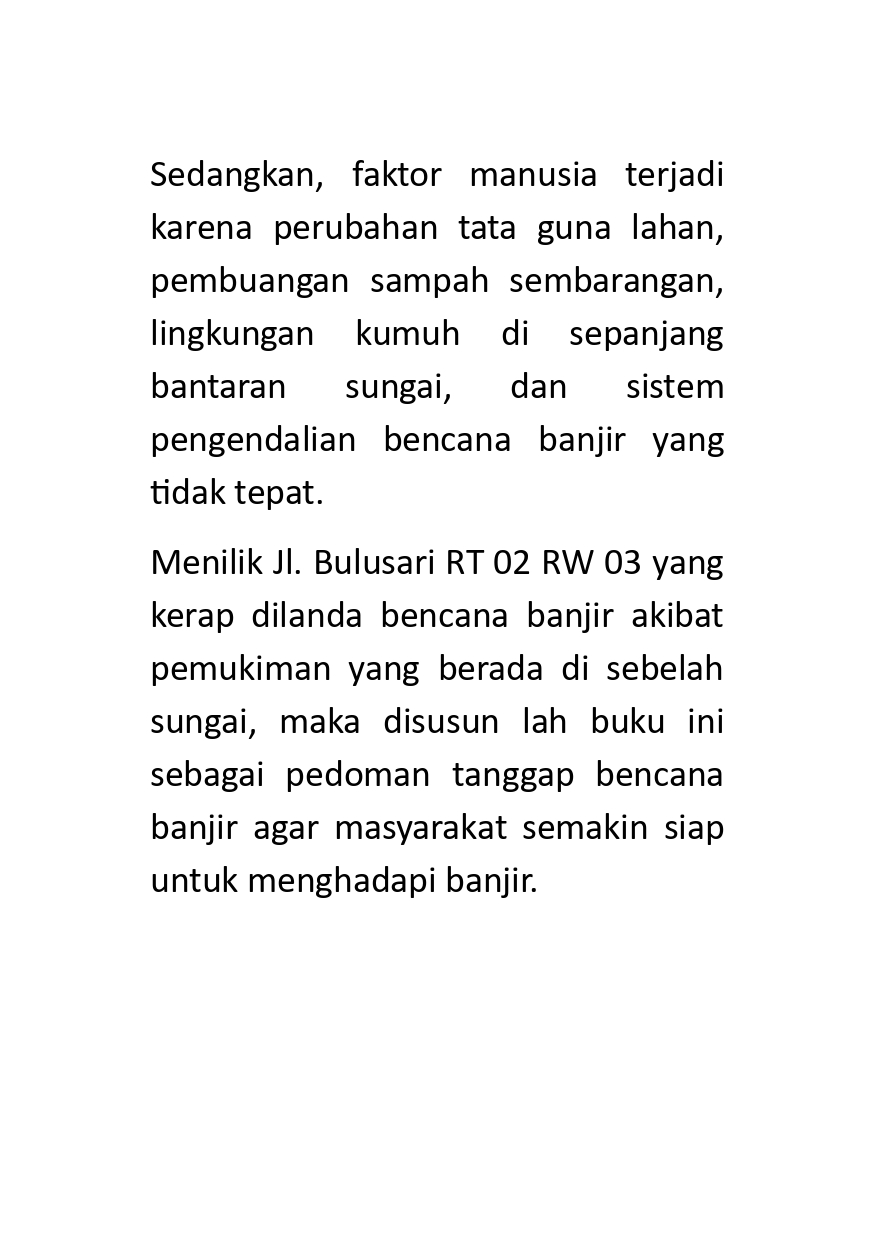 Sedangkan, faktor manusia terjadi
karena perubahan tata guna lahan,
pembuangan sampah sembarangan,
lingkungan kumuh di sepanjang
bantaran sungai, dan sistem
pengendalian bencana banjir yang
tidak tepat.
Menilik Jl. Bulusari RT 02 RW 03 yang
kerap dilanda bencana banjir akibat
pemukiman yang berada di sebelah
sungai, maka disusun lah buku ini
sebagai pedoman tanggap bencana
banjir agar masyarakat semakin siap
untuk menghadapi banjir.